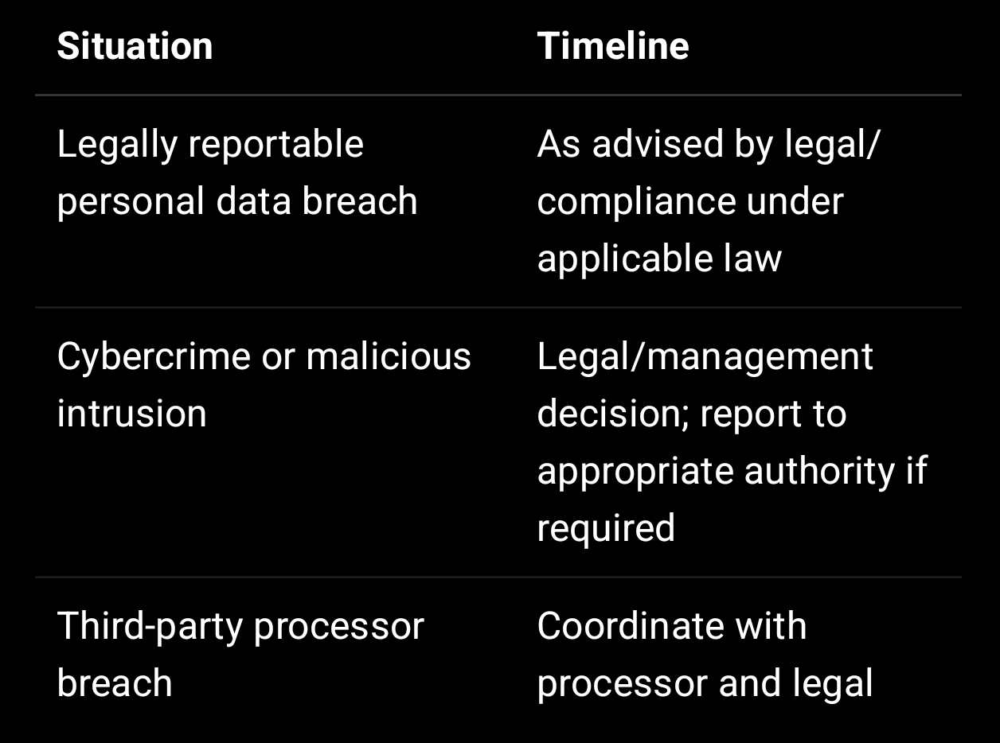 Situation
Timeline
Legally reportable
personal data breach
As advised by legal/
compliance under
applicable law
Cybercrime or malicious
intrusion
Legal/management
decision; report to
appropriate authority if
required
Third-party processor
breach
Coordinate with
processor and legal